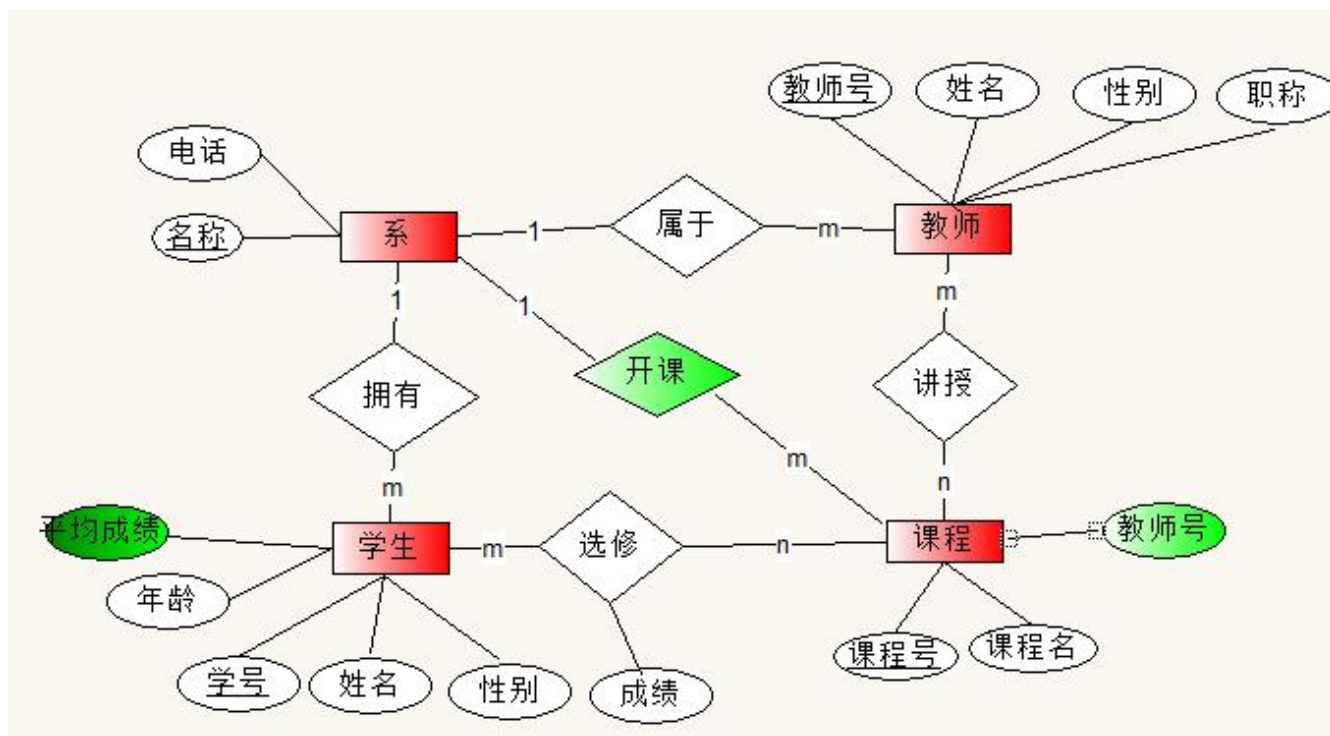 教师号
姓名
性别
职称
电话
名称
系
1
属于
m
教师
1
1
m
拥有
开课
讲授
m
m
n
平均成绩
学生
m
选修
n
课程
教师号
年龄
学号
姓名
性别
成绩
课程号
课程名